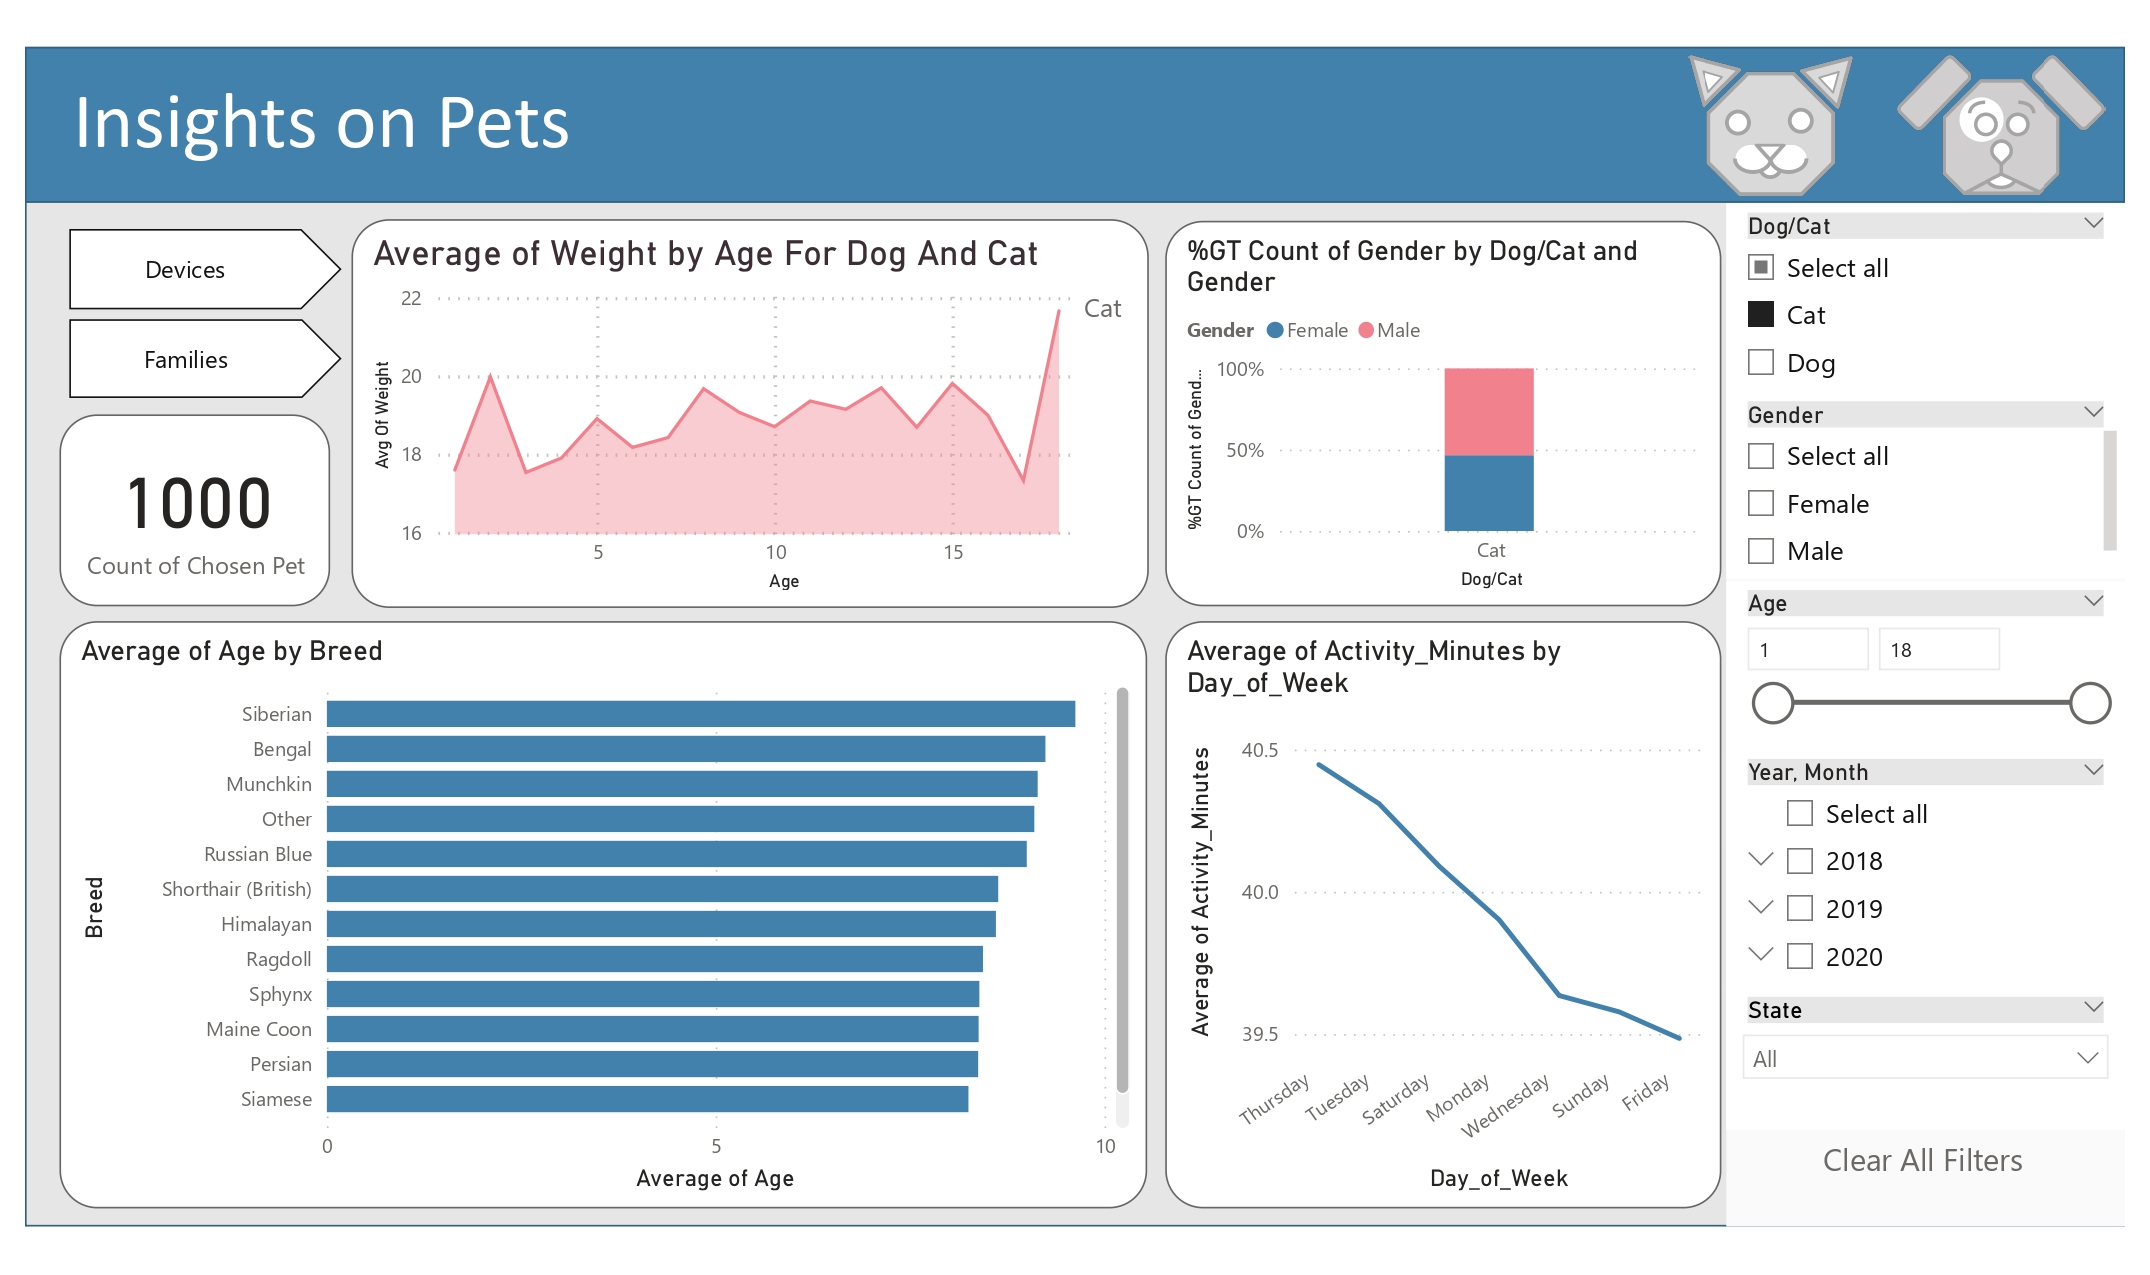 Insights on Pets
Devices
Families
1000
Count of Chosen Pet
Average of Weight by Age For Dog And Cat
Avg Of Weight
22
20
18
16
5
10
15
Age
Cat
%GT Count of Gender by Dog/Cat and
Gender
Gender
Female
Male
%GT Count of Gend...
100%
50%
0%
Cat
Dog/Cat
Average of Age by Breed
Breed
Siberian
Bengal
Munchkin
Other
Russian Blue
Shorthair (British)
Himalayan
Ragdoll
Sphynx
Maine Coon
Persian
Siamese
0
5
10
Average of Age
Average of Activity_Minutes by
Day_of_Week
Average of Activity_Minutes
40.5
40.0
39.5
Thursday
Tuesday
Saturday
Monday
Wednesday
Sunday
Friday
Day_of_Week
Dog/Cat
Select all
Cat
Dog
Gender
Select all
Female
Male
Age
1
18
Year, Month
Select all
2018
2019
2020
State
All
Clear All Filters